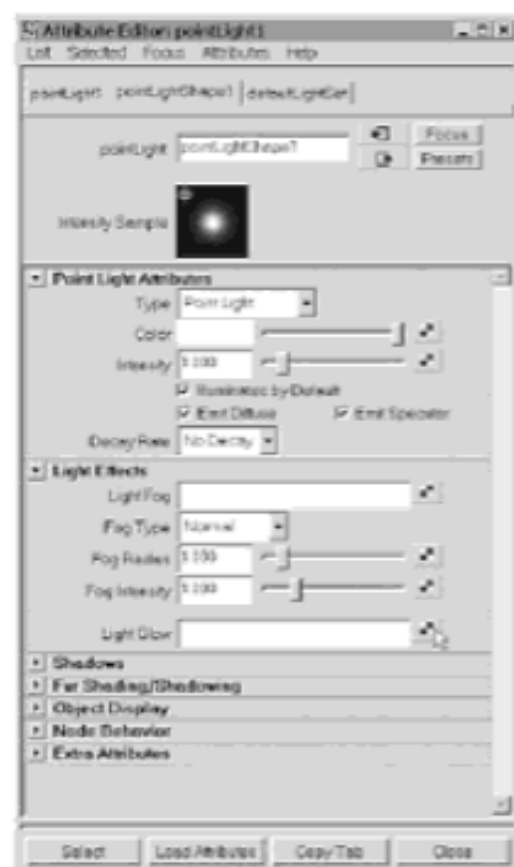 Attribute Editor: pointLight1
List Selected Focus Attributes Help
pointLight1 pointLightShape1 defaultLightSet
pointLight: pointLightShape1
Focus
Presets
Intensity Sample
Point Light Attributes
Type Point Light
Color
Intensity 1.000
Illuminates by Default
Emit Diffuse Emit Specular
Decay Rate No Decay
Light Effects
Light Fog
Fog Type Normal
Fog Radius 1.000
Fog Intensity 1.000
Light Glow
Shadows
Fur Shading/Shadowing
Object Display
Node Behavior
Extra Attributes
Select Load Attributes Copy Tab Close